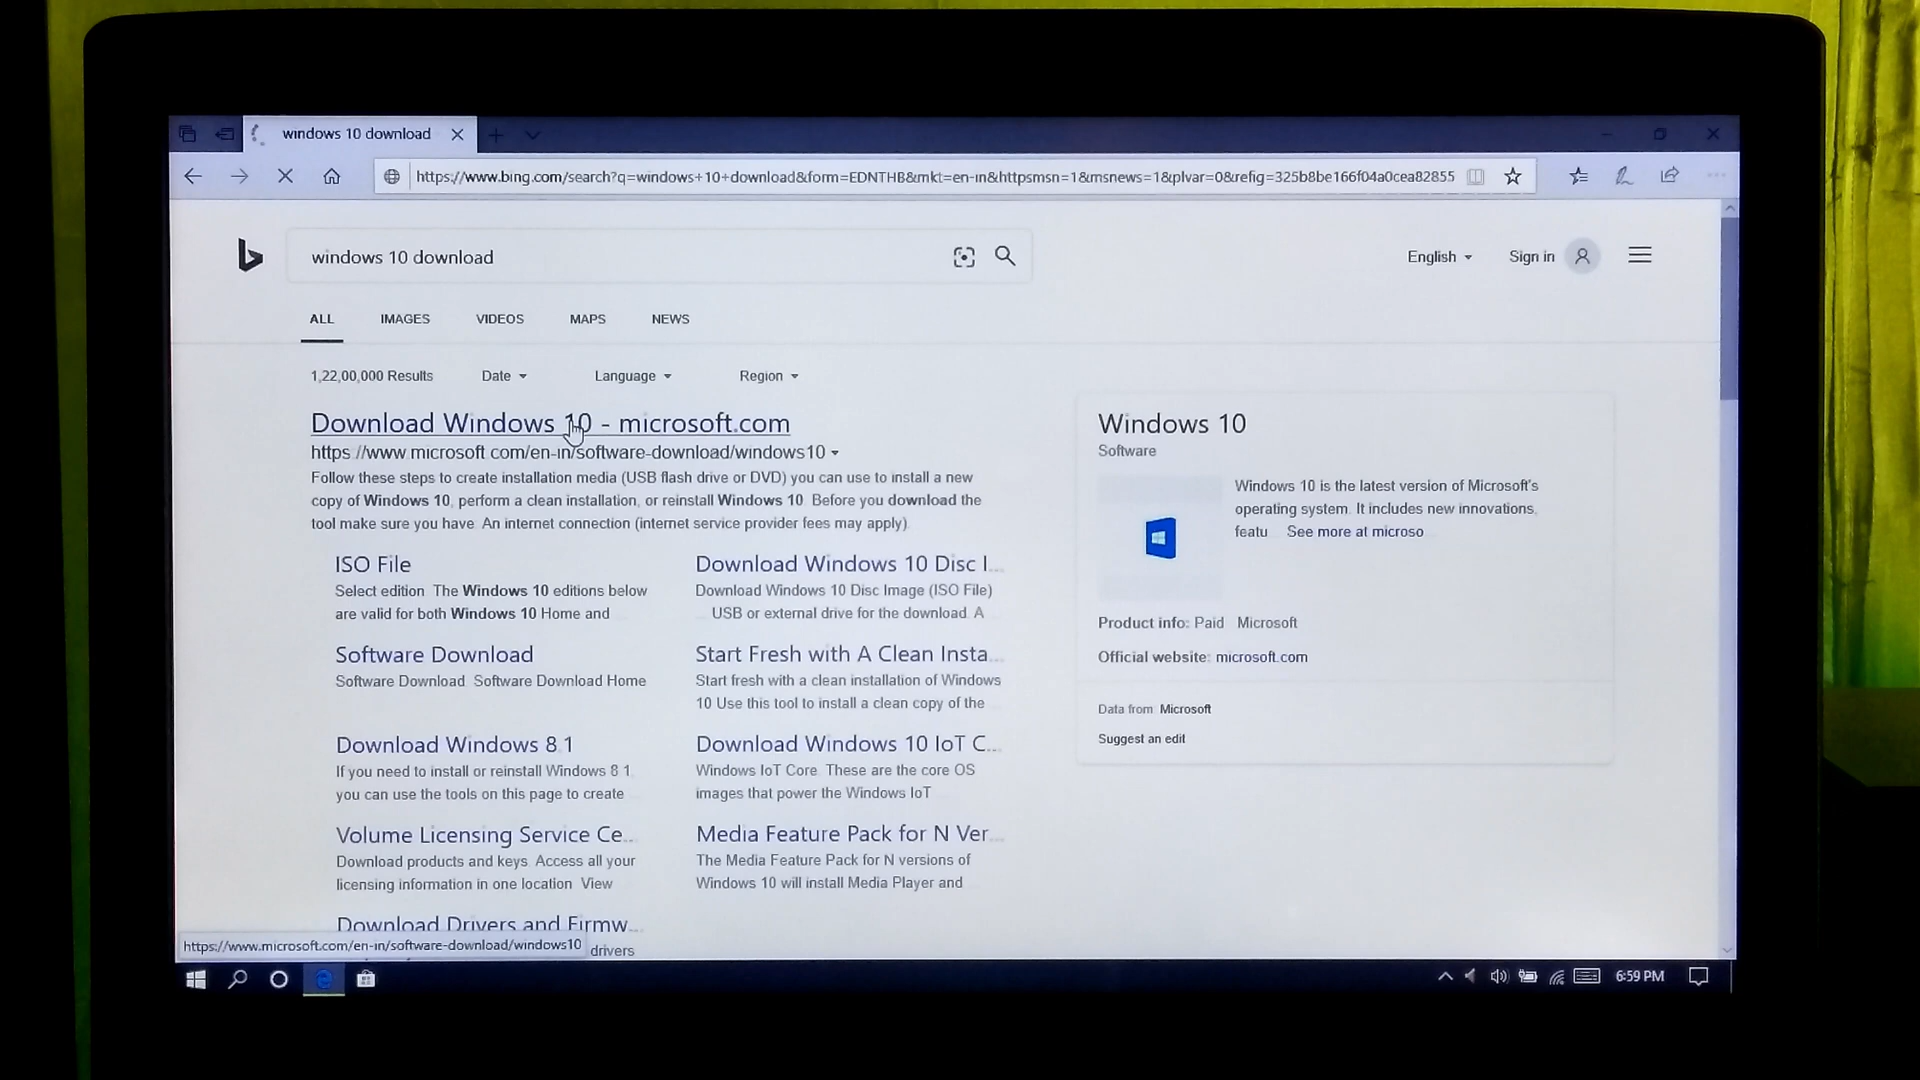 windows 10 download
https://www.bing.com/search?q=windows+10+download&form=EDNTHB&mkt=en-in&httpsmsn=1&msnews=1&plvar=0&refig=325b8be166f04a0cea82855
windows 10 download
English
Sign in
ALL IMAGES VIDEOS MAPS NEWS
1,22,00,000 Results Date Language Region
Download Windows 10 - microsoft.com
https://www.microsoft.com/en-in/software-download/windows10
Follow these steps to create installation media (USB flash drive or DVD) you can use to install a new
copy of Windows 10, perform a clean installation, or reinstall Windows 10. Before you download the
tool make sure you have: An internet connection (internet service provider fees may apply).
ISO File
Select edition. The Windows 10 editions below
are valid for both Windows 10 Home and
Download Windows 10 Disc I...
Download Windows 10 Disc Image (ISO File)
... USB or external drive for the download. A
Software Download
Software Download. Software Download Home
Start Fresh with A Clean Insta...
Start fresh with a clean installation of Windows
10 Use this tool to install a clean copy of the
Download Windows 8.1
If you need to install or reinstall Windows 8.1,
you can use the tools on this page to create
Download Windows 10 IoT C...
Windows IoT Core. These are the core OS
images that power the Windows IoT
Volume Licensing Service Ce...
Download products and keys. Access all your
licensing information in one location. View
Media Feature Pack for N Ver...
The Media Feature Pack for N versions of
Windows 10 will install Media Player and
Download Drivers and Firmw...
drivers
Windows 10
Software
Windows 10 is the latest version of Microsoft's
operating system. It includes new innovations,
featu... See more at microso
Product info: Paid · Microsoft
Official website: microsoft.com
Data from: Microsoft
Suggest an edit
https://www.microsoft.com/en-in/software-download/windows10
6:59 PM